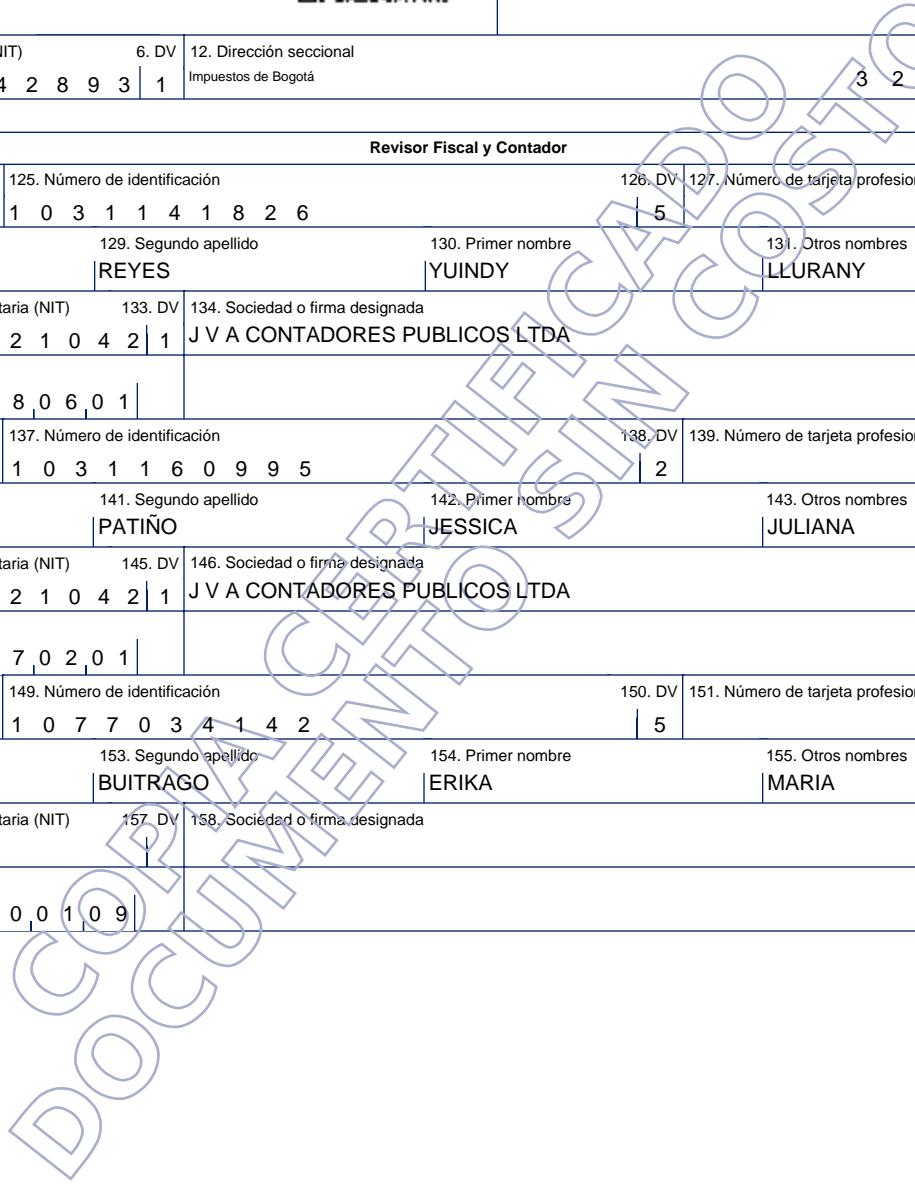 NIT) 6. DV 12. Dirección seccional
4 2 8 9 3 1 Impuestos de Bogotá 3 2
Revisor Fiscal y Contador
125. Número de identificación 126. DV 127. Número de tarjeta profesion
1 0 3 1 1 4 1 8 2 6 5
129. Segundo apellido 130. Primer nombre 131. Otros nombres
REYES YUINDY LLURANY
taria (NIT) 133. DV 134. Sociedad o firma designada
2 1 0 4 2 1 J V A CONTADORES PUBLICOS LTDA
8 0 6 0 1
137. Número de identificación 138. DV 139. Número de tarjeta profesion
1 0 3 1 1 6 0 9 9 5 2
141. Segundo apellido 142. Primer nombre 143. Otros nombres
PATIÑO JESSICA JULIANA
taria (NIT) 145. DV 146. Sociedad o firma designada
2 1 0 4 2 1 J V A CONTADORES PUBLICOS LTDA
7 0 2 0 1
149. Número de identificación 150. DV 151. Número de tarjeta profesion
1 0 7 7 0 3 4 1 4 2 5
153. Segundo apellido 154. Primer nombre 155. Otros nombres
BUITRAGO ERIKA MARIA
taria (NIT) 157. DV 158. Sociedad o firma designada
0 0 1 0 9
COPIA CERTIFICADO
DOCUMENTO SIN COSTO